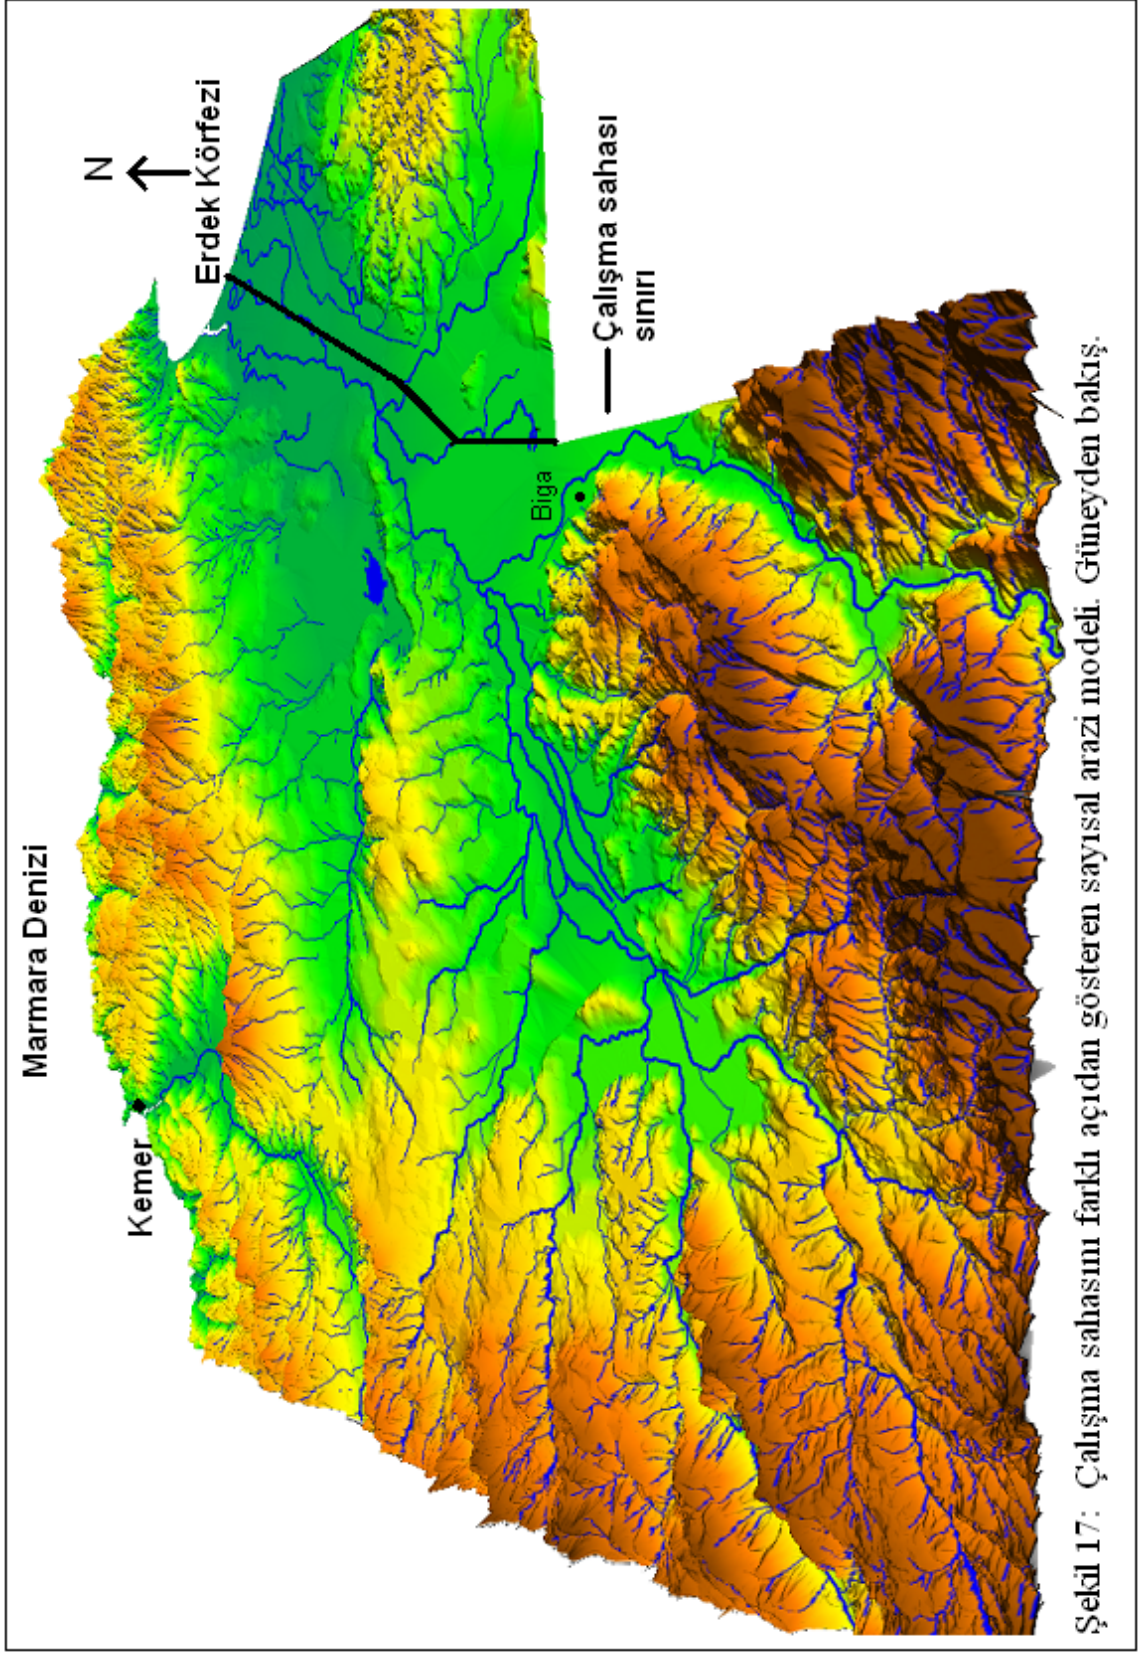 Marmara Denizi
N
Kemer
Erdek Körfezi
Biga
Çalışma sahası
sınırı
Şekil 17: Çalışma sahasını farklı açıdan gösteren sayısal arazi modeli. Güneyden bakış.